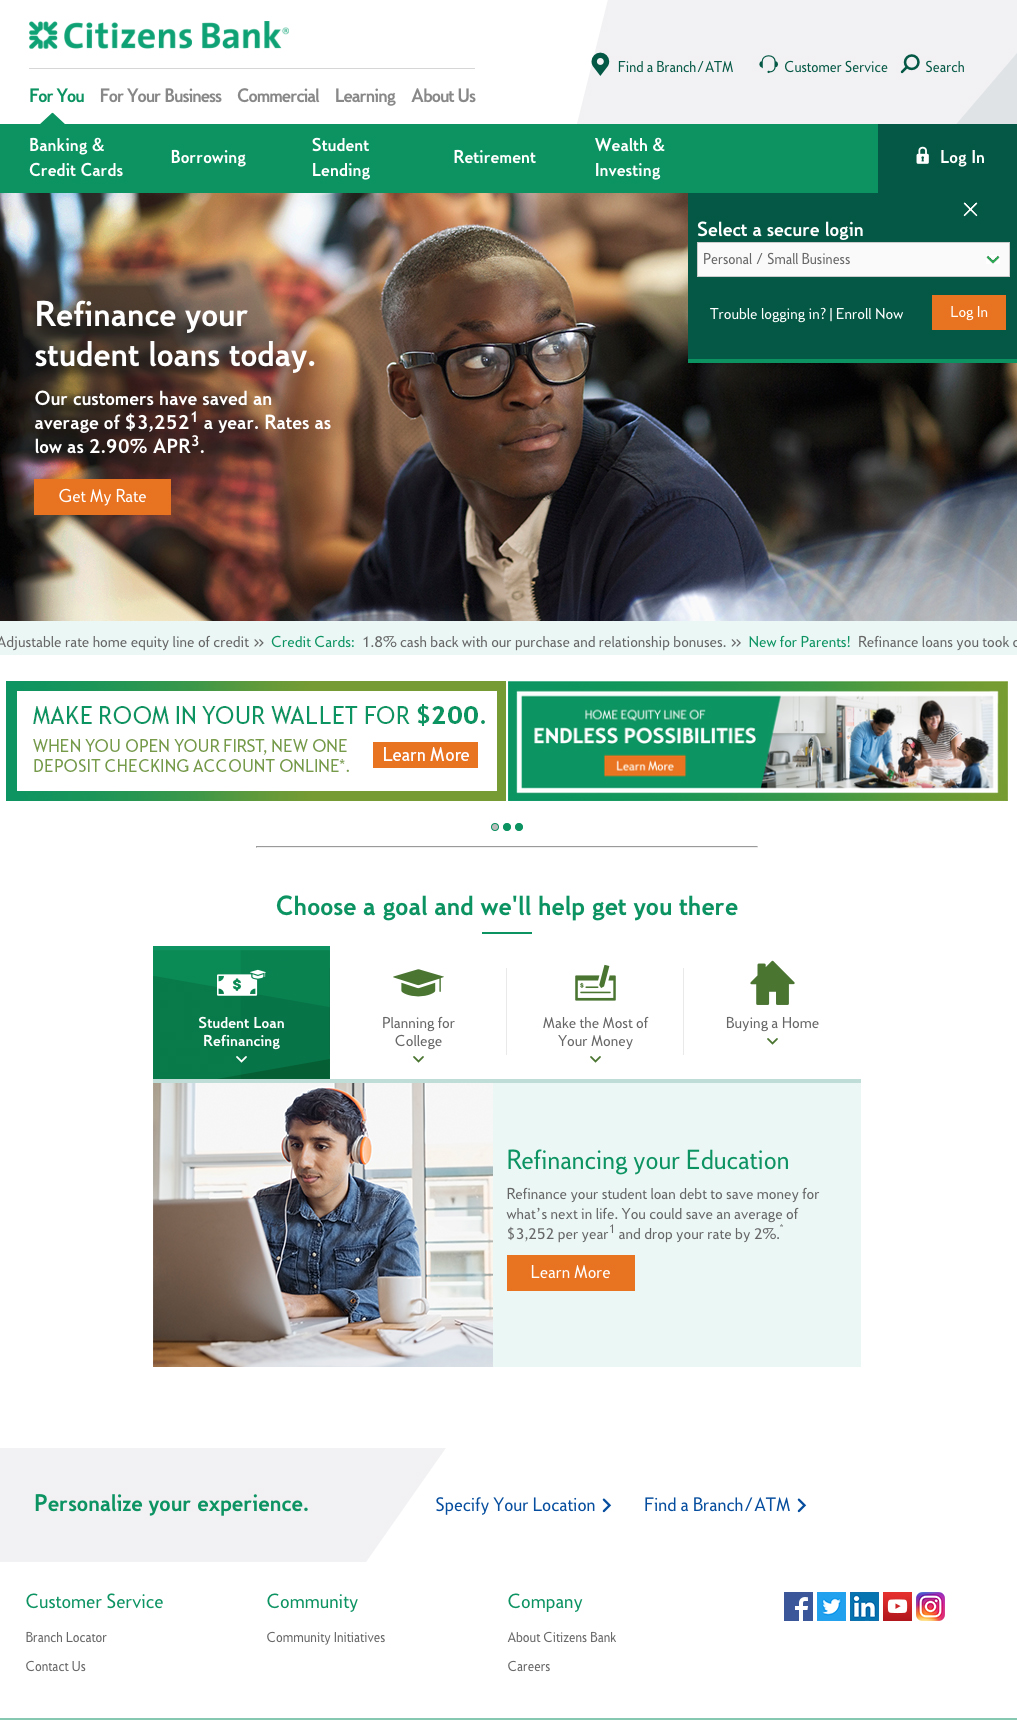 Citizens Bank®
Find a Branch/ATM
Customer Service
Search
For You
For Your Business
Commercial
Learning
About Us
Banking &
Credit Cards
Borrowing
Student
Lending
Retirement
Wealth &
Investing
Log In
Select a secure login
Personal / Small Business
Trouble logging in? | Enroll Now
Log In
Refinance your
student loans today.
Our customers have saved an
average of $3,252¹ a year. Rates as
low as 2.90% APR³.
Get My Rate
Adjustable rate home equity line of credit >> Credit Cards: 1.8% cash back with our purchase and relationship bonuses. >> New for Parents! Refinance loans you took
MAKE ROOM IN YOUR WALLET FOR $200.
WHEN YOU OPEN YOUR FIRST, NEW ONE
DEPOSIT CHECKING ACCOUNT ONLINE*.
Learn More
HOME EQUITY LINE OF
ENDLESS POSSIBILITIES
Learn More
Choose a goal and we'll help get you there
$
Student Loan
Refinancing
Planning for
College
$
Make the Most of
Your Money
Buying a Home
Refinancing your Education
Refinance your student loan debt to save money for
what's next in life. You could save an average of
$3,252 per year¹ and drop your rate by 2%.*
Learn More
Personalize your experience.
Specify Your Location
Find a Branch/ATM
Customer Service
Branch Locator
Contact Us
Community
Community Initiatives
Company
About Citizens Bank
Careers
f
in